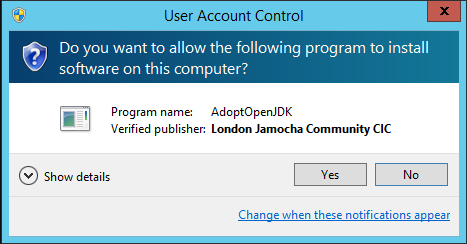 User Account Control
Do you want to allow the following program to install
software on this computer?
Program name: AdoptOpenJDK
Verified publisher: London Jamocha Community CIC
Show details
Yes
No
Change when these notifications appear